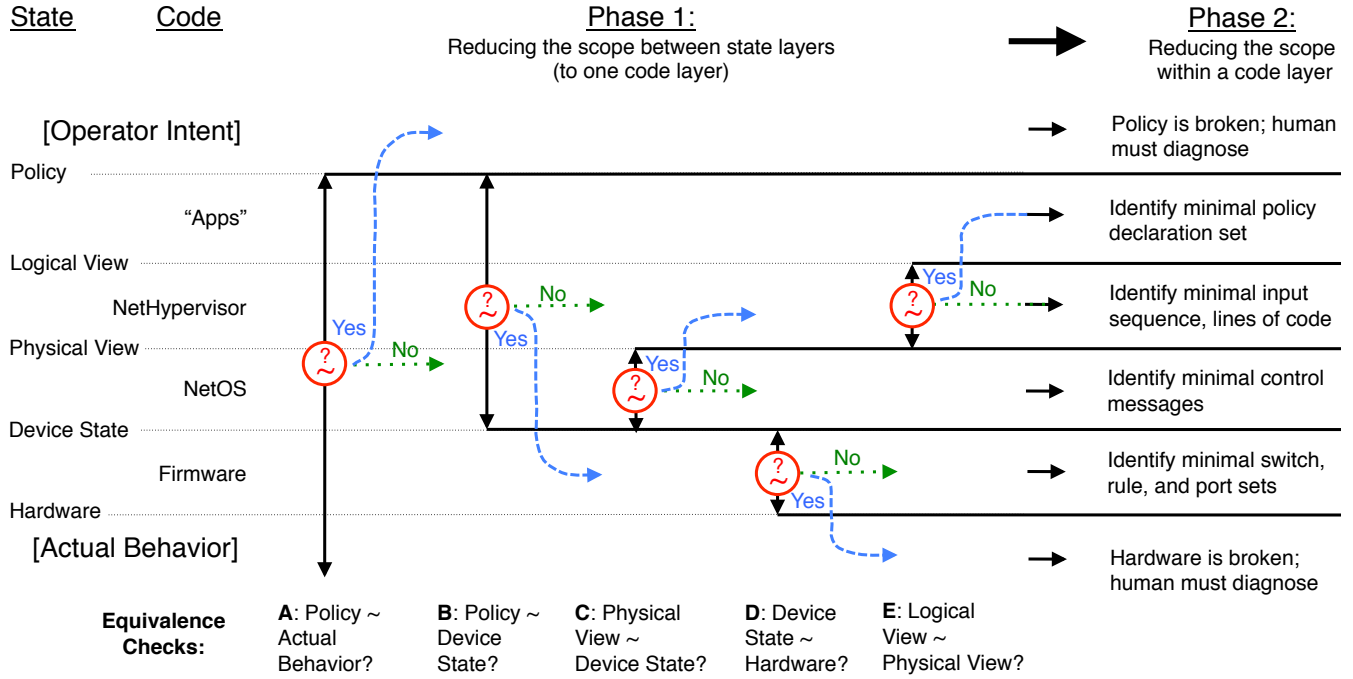 State
Code
Phase 1:
Reducing the scope between state layers
(to one code layer)
Phase 2:
Reducing the scope
within a code layer
[Operator Intent]
Policy is broken; human
must diagnose
Policy
“Apps”
Identify minimal policy
declaration set
Logical View
Yes
NetHypervisor
? ~
No
Yes
? ~
No
Identify minimal input
sequence, lines of code
Physical View
Yes
? ~
No
Yes
NetOS
? ~
No
Identify minimal control
messages
Device State
Firmware
? ~
No
Yes
Identify minimal switch,
rule, and port sets
Hardware
[Actual Behavior]
Hardware is broken;
human must diagnose
Equivalence
Checks:
A: Policy ~
Actual
Behavior?
B: Policy ~
Device
State?
C: Physical
View ~
Device State?
D: Device
State ~
Hardware?
E: Logical
View ~
Physical View?